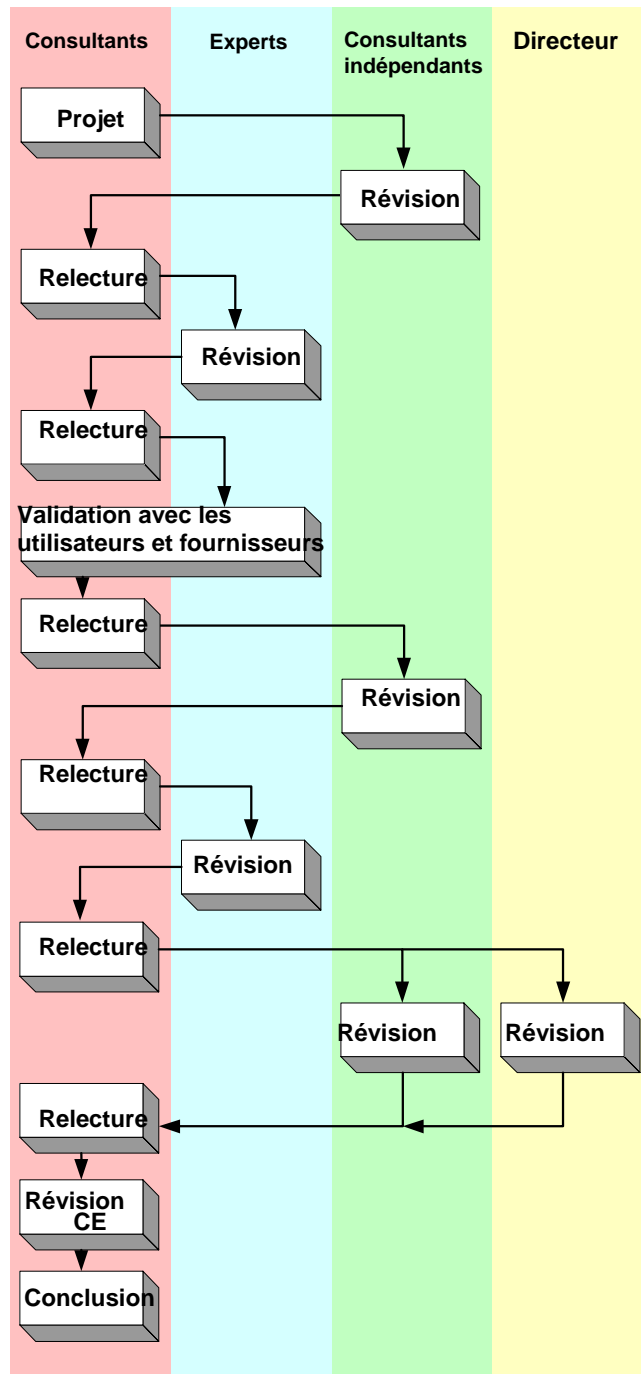 Consultants
Experts
Consultants
indépendants
Directeur
Projet
Révision
Relecture
Révision
Relecture
Validation avec les
utilisateurs et fournisseurs
Relecture
Révision
Relecture
Révision
Relecture
Révision
Révision
Relecture
Révision
CE
Conclusion